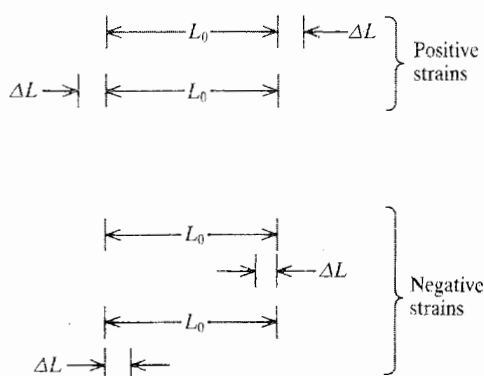 L₀
ΔL
Positive
strains
ΔL
L₀
L₀
ΔL
Negative
strains
L₀
ΔL